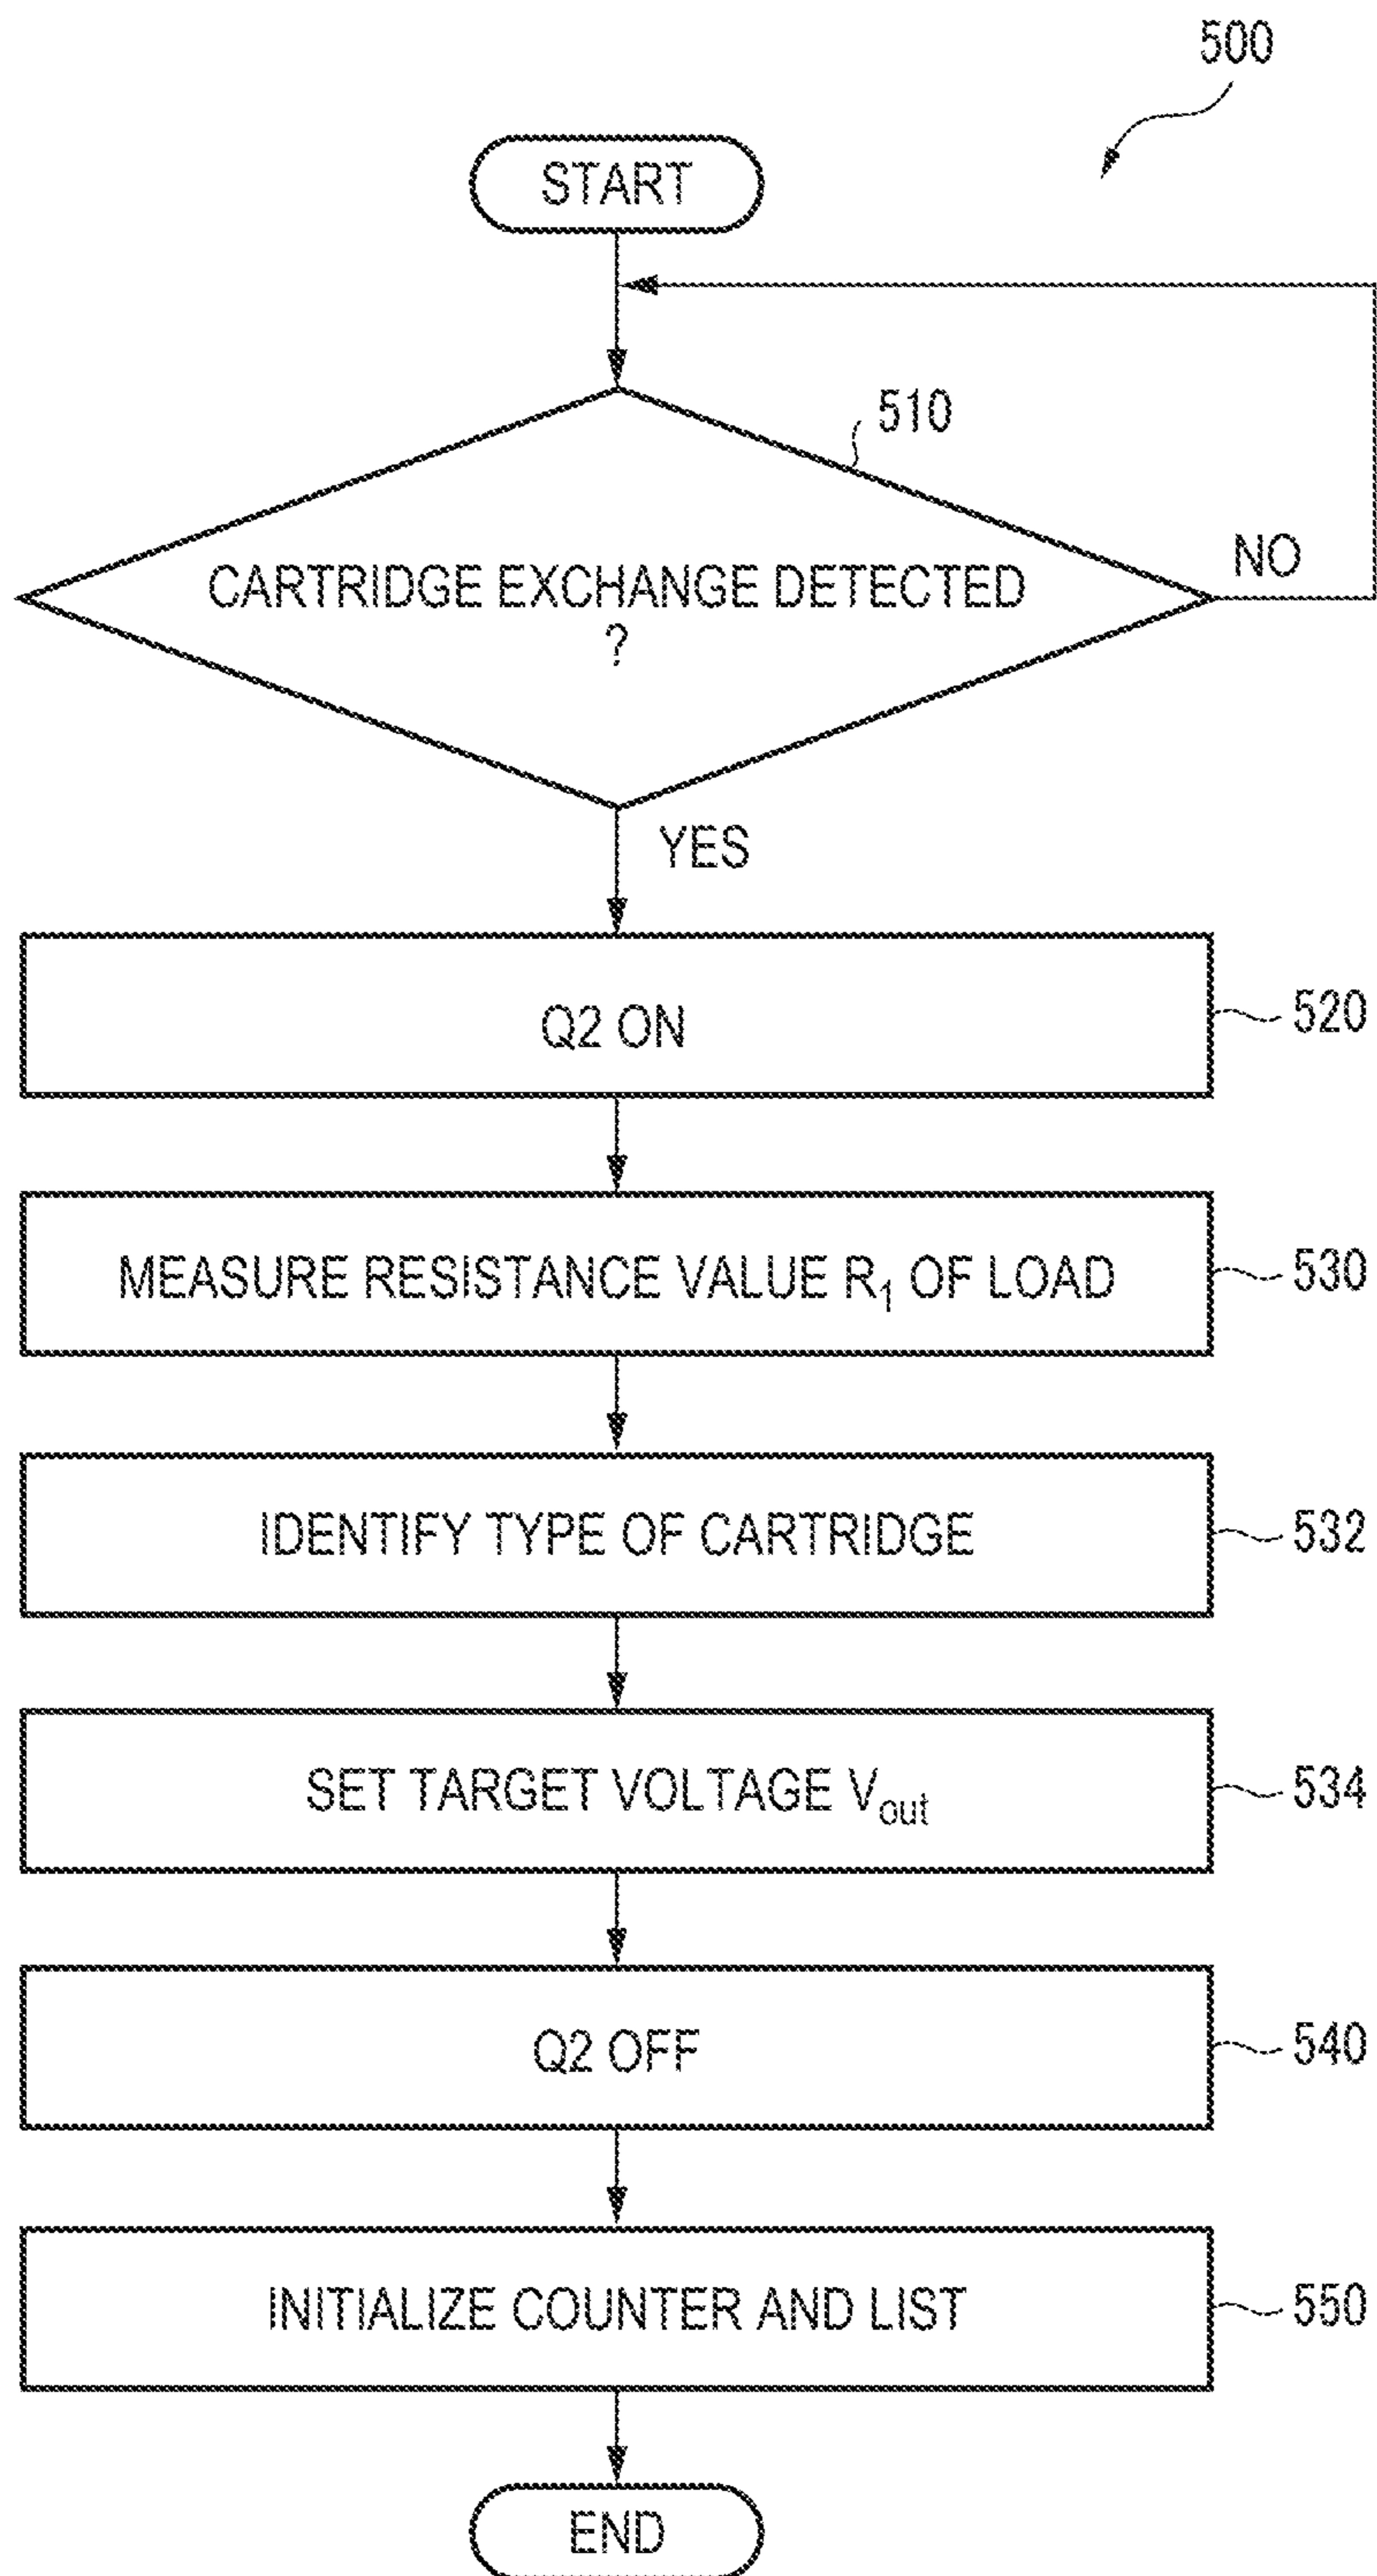 500
START
510
CARTRIDGE EXCHANGE DETECTED
?
NO
YES
Q2 ON
520
MEASURE RESISTANCE VALUE R1 OF LOAD
530
IDENTIFY TYPE OF CARTRIDGE
532
SET TARGET VOLTAGE Vout
534
Q2 OFF
540
INITIALIZE COUNTER AND LIST
550
END